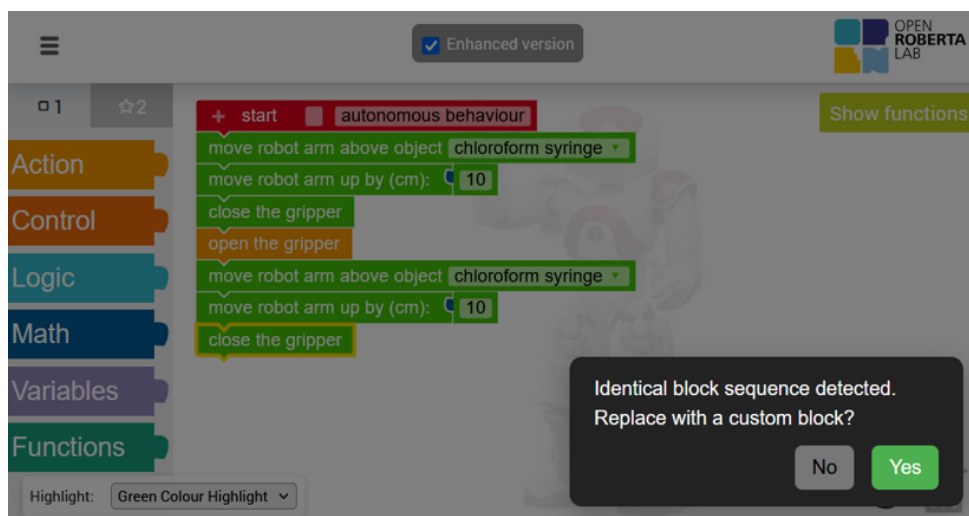 Enhanced version
OPEN
ROBERTA
LAB
1
2
Show functions
+ start autonomous behaviour
move robot arm above object chloroform syringe
move robot arm up by (cm): 10
close the gripper
open the gripper
move robot arm above object chloroform syringe
move robot arm up by (cm): 10
close the gripper
Action
Control
Logic
Math
Variables
Functions
Identical block sequence detected.
Replace with a custom block?
No
Yes
Highlight: Green Colour Highlight